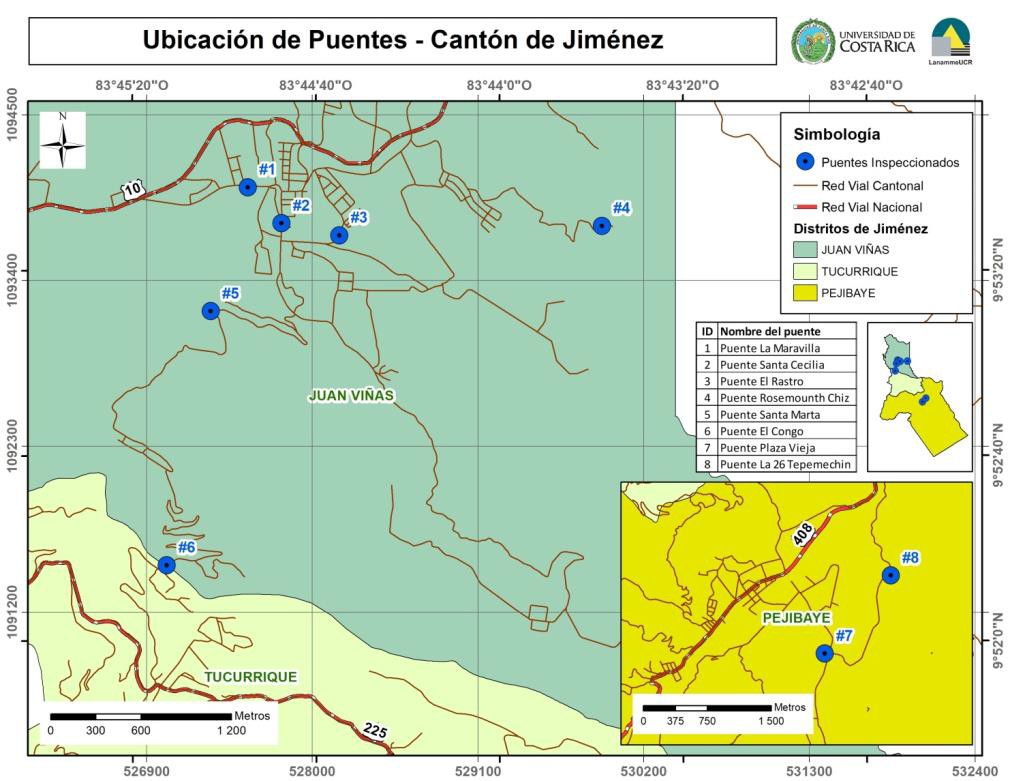 Ubicación de Puentes - Cantón de Jiménez
UNIVERSIDAD DE
COSTA RICA
LanammeUCR
83°45'20"O
83°44'40"O
83°44'0"O
83°43'20"O
83°42'40"O
1094500
1093400
1092300
1091200
N
10
#1
#2
#3
#4
#5
#6
JUAN VIÑAS
TUCURRIQUE
225
Simbología
Puentes Inspeccionados
Red Vial Cantonal
Red Vial Nacional
Distritos de Jiménez
JUAN VIÑAS
TUCURRIQUE
PEJIBAYE
ID Nombre del puente
1 Puente La Maravilla
2 Puente Santa Cecilia
3 Puente El Rastro
4 Puente Rosemounth Chiz
5 Puente Santa Marta
6 Puente El Congo
7 Puente Plaza Vieja
8 Puente La 26 Tepemechin
9°53'20"N
9°52'40"N
9°52'0"N
408
#8
PEJIBAYE
#7
Metros
0 375 750 1 500
Metros
0 300 600 1 200
526900
528000
529100
530200
531300
532400